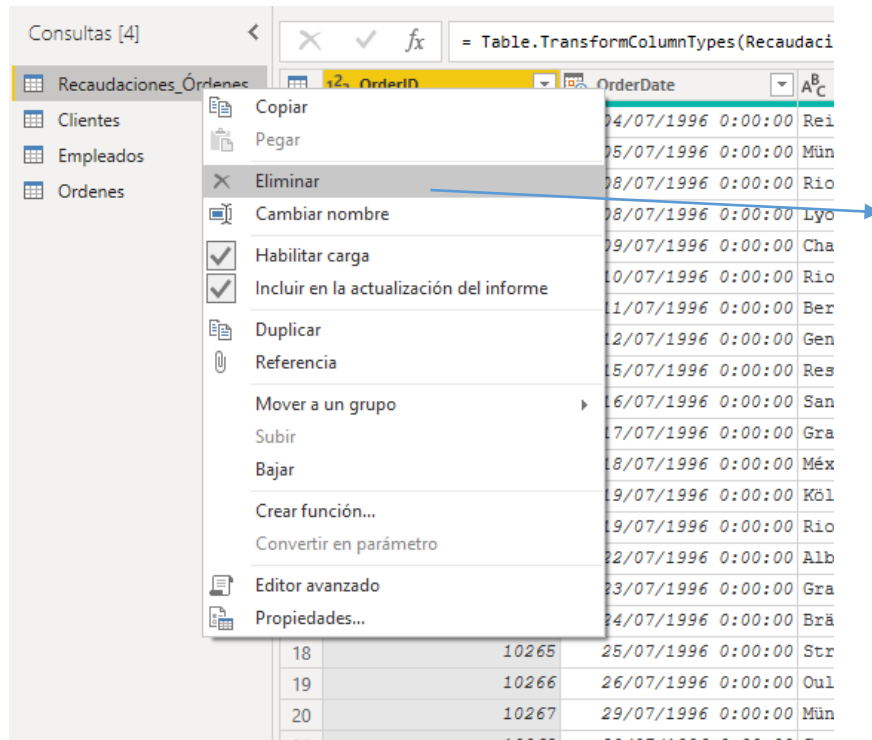 Consultas [4]
= Table.TransformColumnTypes(Recaudaci
Recaudaciones_Órdenes
Clientes
Empleados
Ordenes
OrderID
OrderDate
Copiar
Pegar
Eliminar
Cambiar nombre
Habilitar carga
Incluir en la actualización del informe
Duplicar
Referencia
Mover a un grupo
Subir
Bajar
Crear función...
Convertir en parámetro
Editor avanzado
Propiedades...
04/07/1996 0:00:00 Rei
05/07/1996 0:00:00 Mün
08/07/1996 0:00:00 Rio
08/07/1996 0:00:00 Lyo
09/07/1996 0:00:00 Cha
10/07/1996 0:00:00 Rio
11/07/1996 0:00:00 Ber
12/07/1996 0:00:00 Gen
15/07/1996 0:00:00 Res
16/07/1996 0:00:00 San
17/07/1996 0:00:00 Gra
18/07/1996 0:00:00 Méx
19/07/1996 0:00:00 Köl
19/07/1996 0:00:00 Rio
22/07/1996 0:00:00 Alb
23/07/1996 0:00:00 Gra
24/07/1996 0:00:00 Brä
18 10265 25/07/1996 0:00:00 Str
19 10266 26/07/1996 0:00:00 Oul
20 10267 29/07/1996 0:00:00 Mün